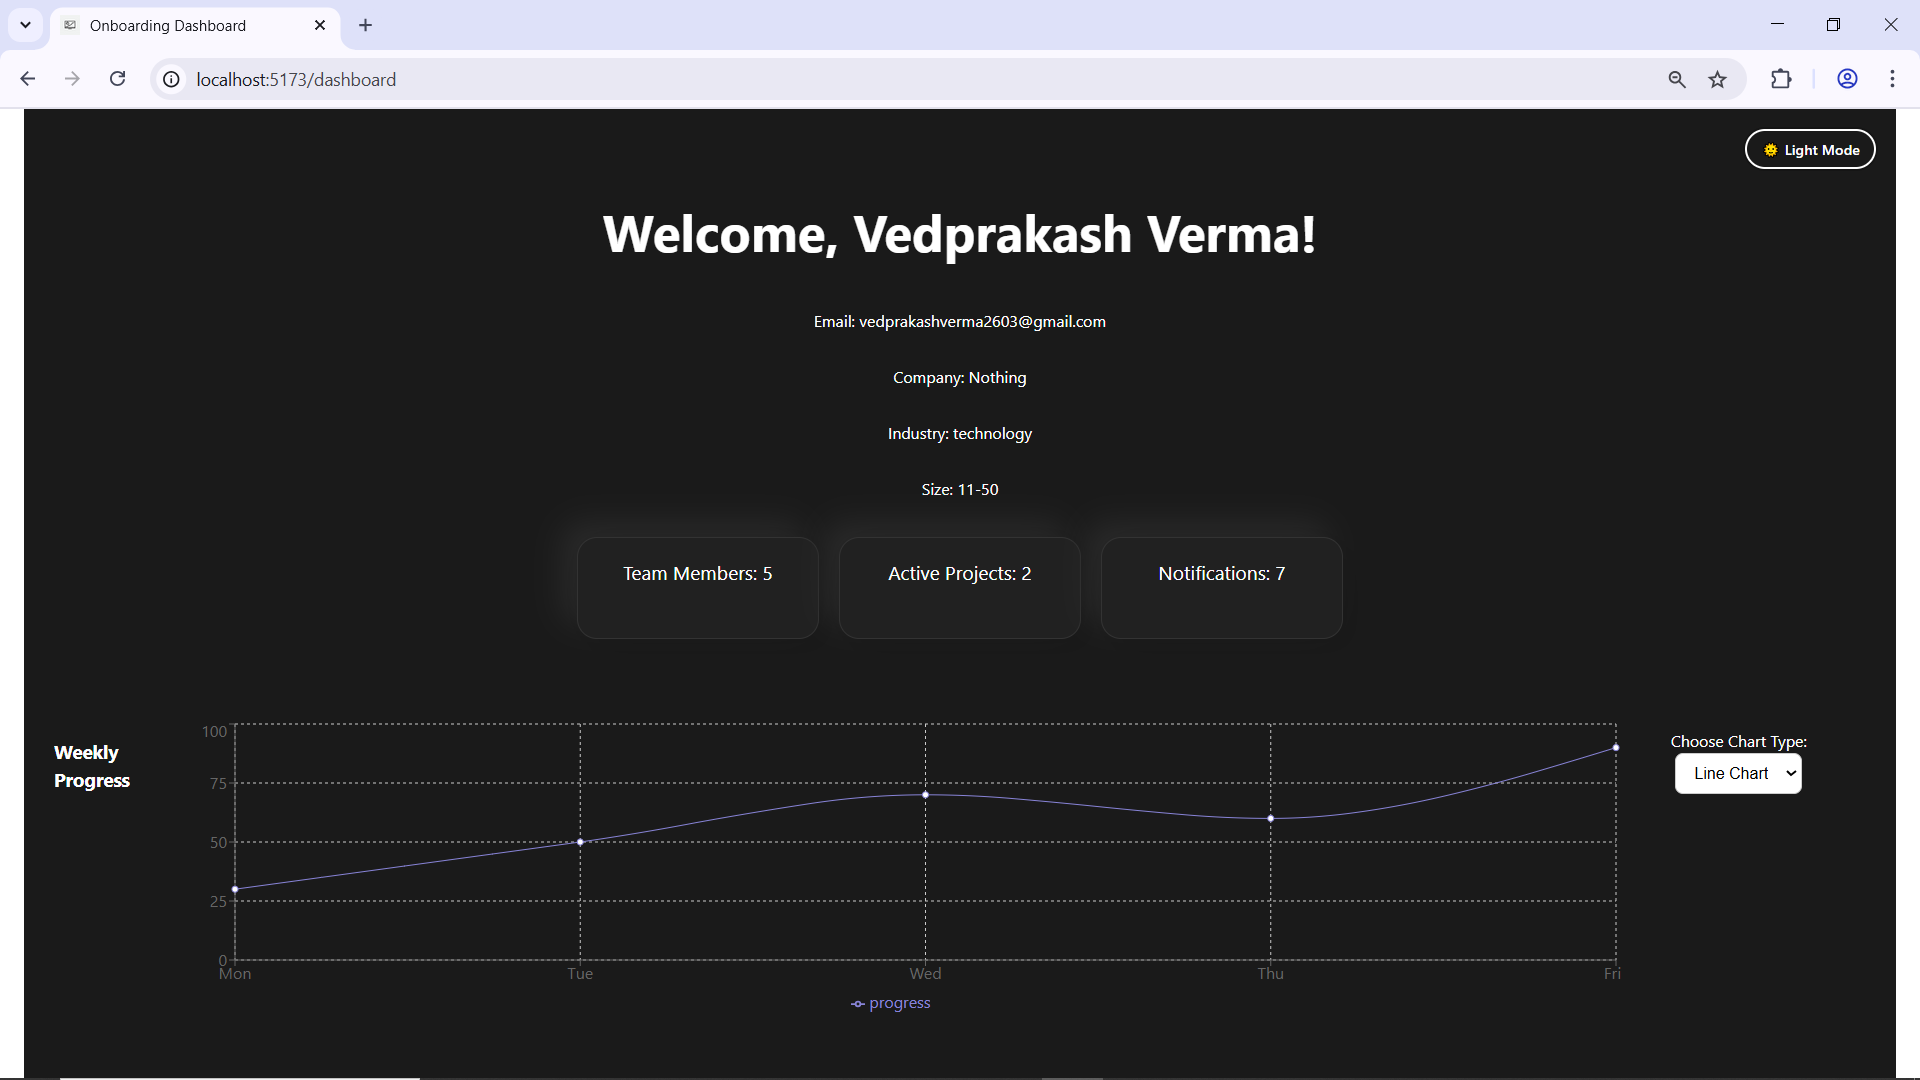 Onboarding Dashboard
localhost:5173/dashboard
🌞 Light Mode
Welcome, Vedprakash Verma!
Email: vedprakashverma2603@gmail.com
Company: Nothing
Industry: technology
Size: 11-50
Team Members: 5
Active Projects: 2
Notifications: 7
Weekly
Progress
100
75
50
25
0
Mon
Tue
Wed
Thu
Fri
progress
Choose Chart Type:
Line Chart